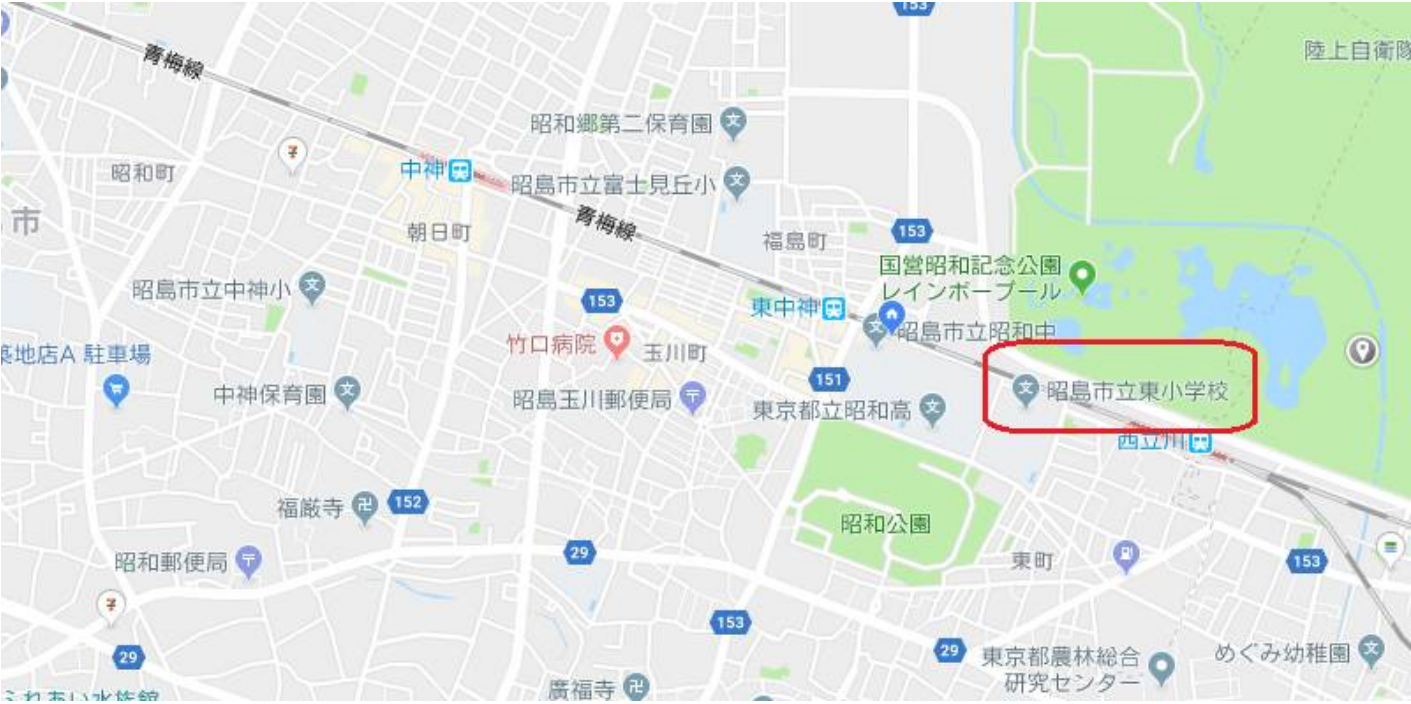 153
青梅線
陸上自衛隊
昭和郷第二保育園
中神
昭和町
昭島市立富士見丘小
市
朝日町
青梅線
福島町
153
国営昭和記念公園
レインボープール
昭島市立中神小
153
東中神
昭島市立昭和中
竹口病院
玉川町
築地店A 駐車場
151
昭島市立東小学校
中神保育園
昭島玉川郵便局
東京都立昭和高
西立川
福厳寺
152
昭和公園
昭和郵便局
29
東町
153
153
29
29
東京都農林総合
研究センター
めぐみ幼稚園
廣福寺
ふれあい水族館